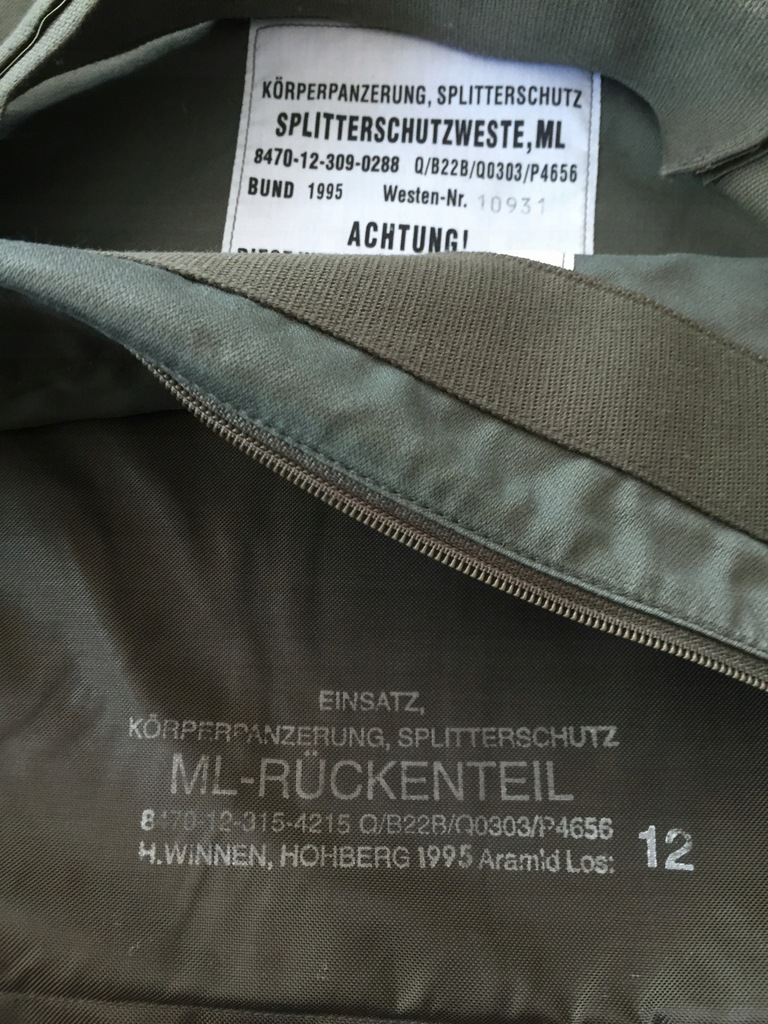 KÖRPERPANZERUNG, SPLITTERSCHUTZ
SPLITTERSCHUTZWESTE, ML
8470-12-309-0288 Q/B22B/Q0303/P4656
BUND 1995 Westen-Nr. 10931
ACHTUNG!
EINSATZ,
KÖRPERPANZERUNG, SPLITTERSCHUTZ
ML-RÜCKENTEIL
8470-12-315-4215 Q/B22B/Q0303/P4656
H.WINNEN, HOHBERG 1995 Aramid Los: 12